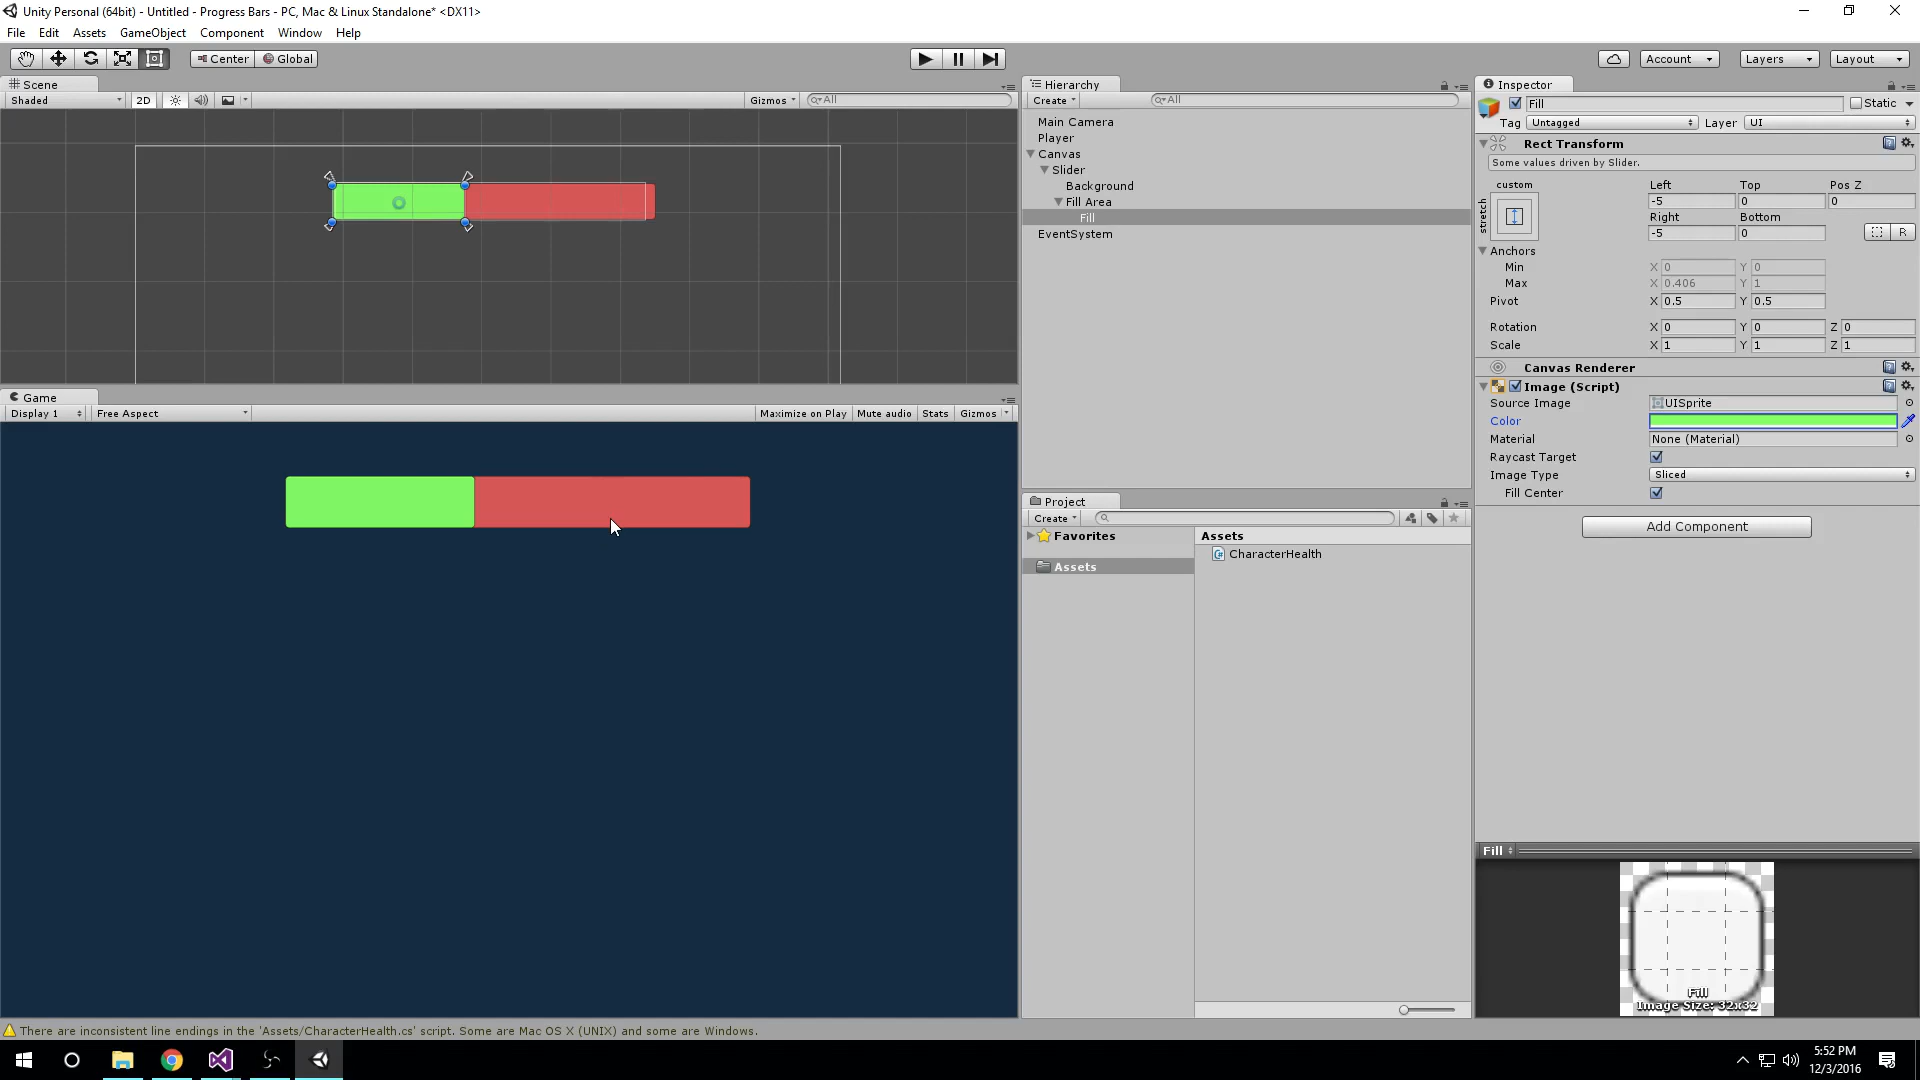 Unity Personal (64bit) - Untitled - Progress Bars - PC, Mac & Linux Standalone* <DX11>
File Edit Assets GameObject Component Window Help
Center Global Account Layers Layout
Scene
Shaded 2D Gizmos All
Hierarchy
Create All
Main Camera
Player
Canvas
Slider
Background
Fill Area
Fill
EventSystem
Game
Display 1 Free Aspect Maximize on Play Mute audio Stats Gizmos
Project
Create
Favorites
Assets
Assets
CharacterHealth
Inspector
Fill Static
Tag Untagged Layer UI
Rect Transform
Some values driven by Slider.
custom Left Top Pos Z
stretch -5 0 0
Right Bottom
-5 0 R
Anchors
Min X 0 Y 0
Max X 0.406 Y 1
Pivot X 0.5 Y 0.5
Rotation X 0 Y 0 Z 0
Scale X 1 Y 1 Z 1
Canvas Renderer
Image (Script)
Source Image UISprite
Color
Material None (Material)
Raycast Target
Image Type Sliced
Fill Center
Add Component
Fill
Fill
Image Size: 32x32
There are inconsistent line endings in the 'Assets/CharacterHealth.cs' script. Some are Mac OS X (UNIX) and some are Windows.
5:52 PM
12/3/2016